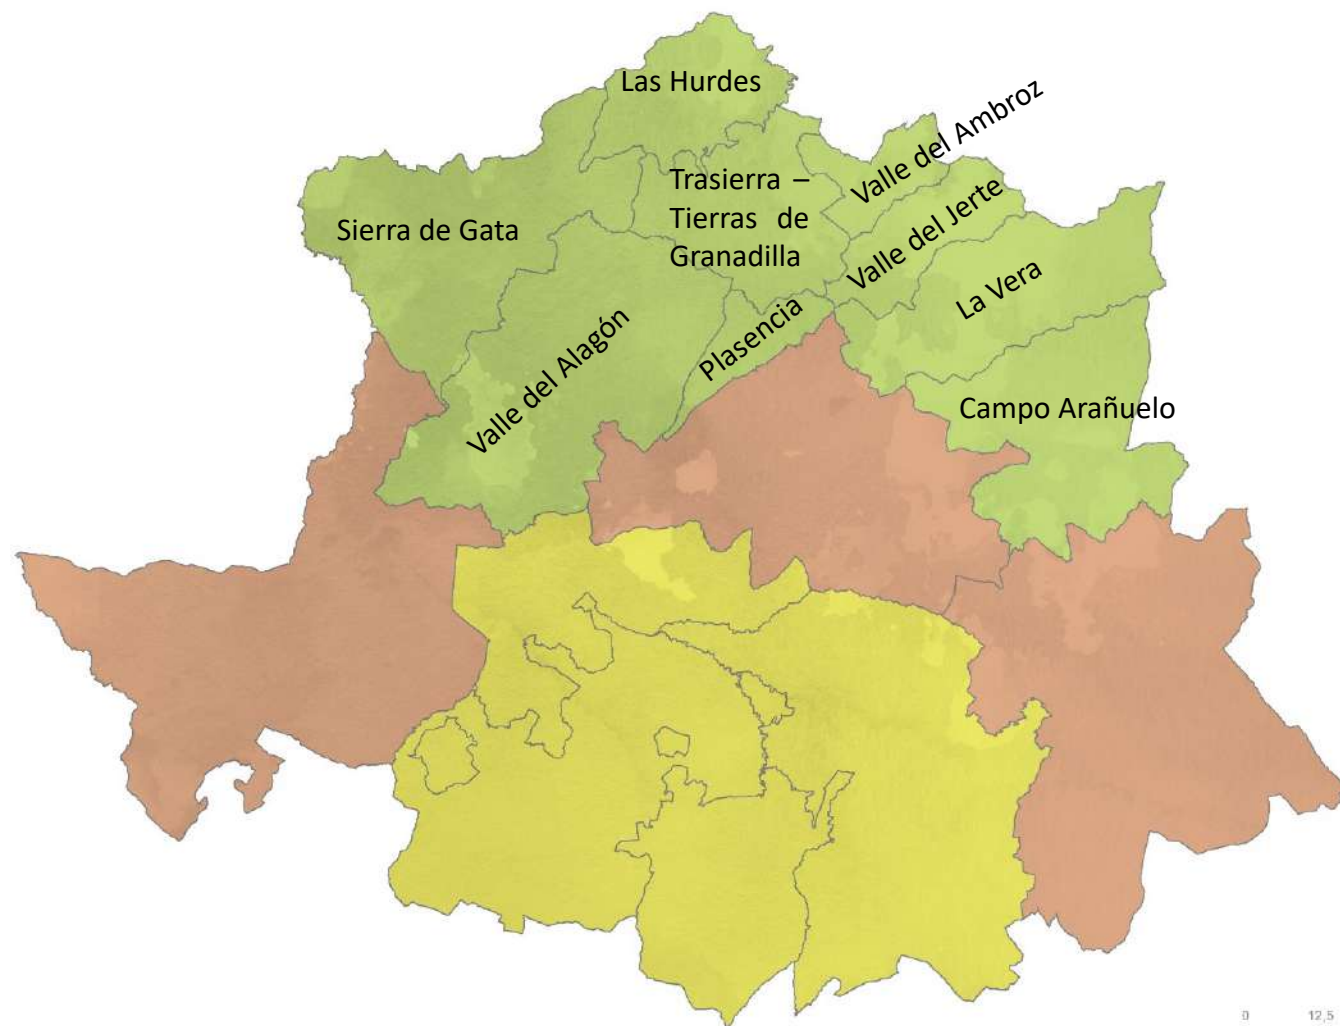 Las Hurdes
Valle del Ambroz
Trasierra –
Tierras de
Granadilla
Valle del Jerte
Sierra de Gata
La Vera
Plasencia
Valle del Alagón
Campo Arañuelo
0 12,5